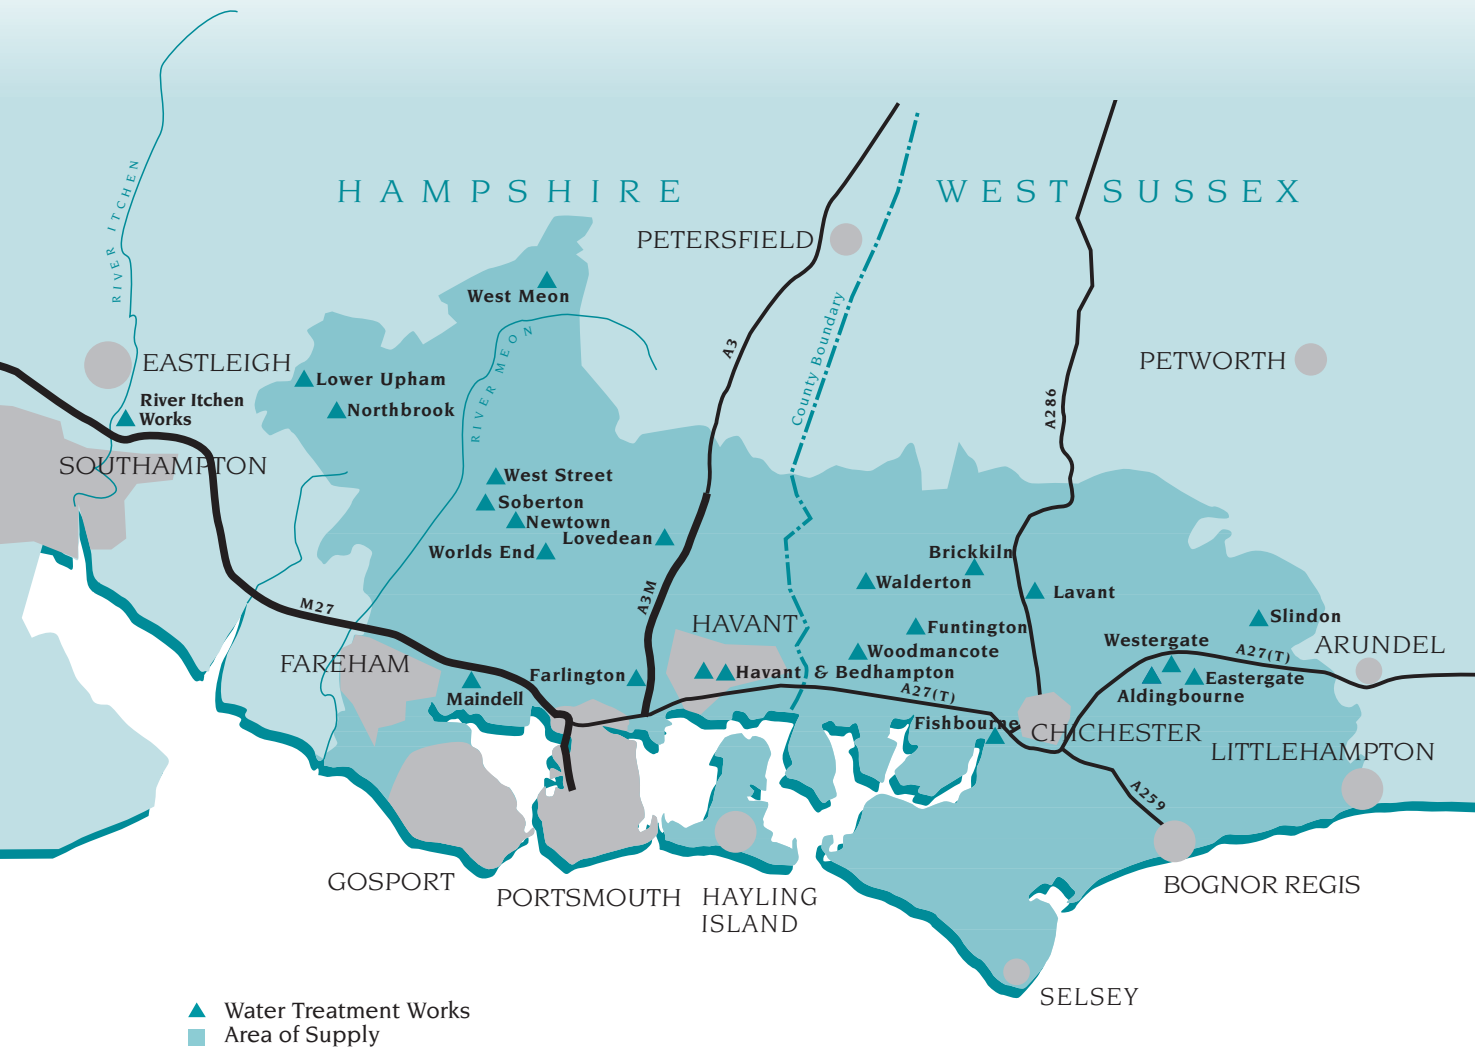 HAMPSHIRE
WEST SUSSEX
RIVER ITCHEN
PETERSFIELD
West Meon
RIVER MEON
County Boundary
A3
EASTLEIGH
PETWORTH
Lower Upham
River Itchen
Works
Northbrook
A286
SOUTHAMPTON
West Street
Soberton
Newtown
Lovedean
Worlds End
Brickkiln
Walderton
Lavant
M27
A3M
HAVANT
Funtington
Slindon
Westergate
A27(T)
ARUNDEL
Woodmancote
FAREHAM
Farlington
Havant & Bedhampton
Eastergate
Maindell
A27(T)
Aldingbourne
Fishbourne
CHICHESTER
LITTLEHAMPTON
A259
GOSPORT
PORTSMOUTH
HAYLING
ISLAND
BOGNOR REGIS
SELSEY
Water Treatment Works
Area of Supply